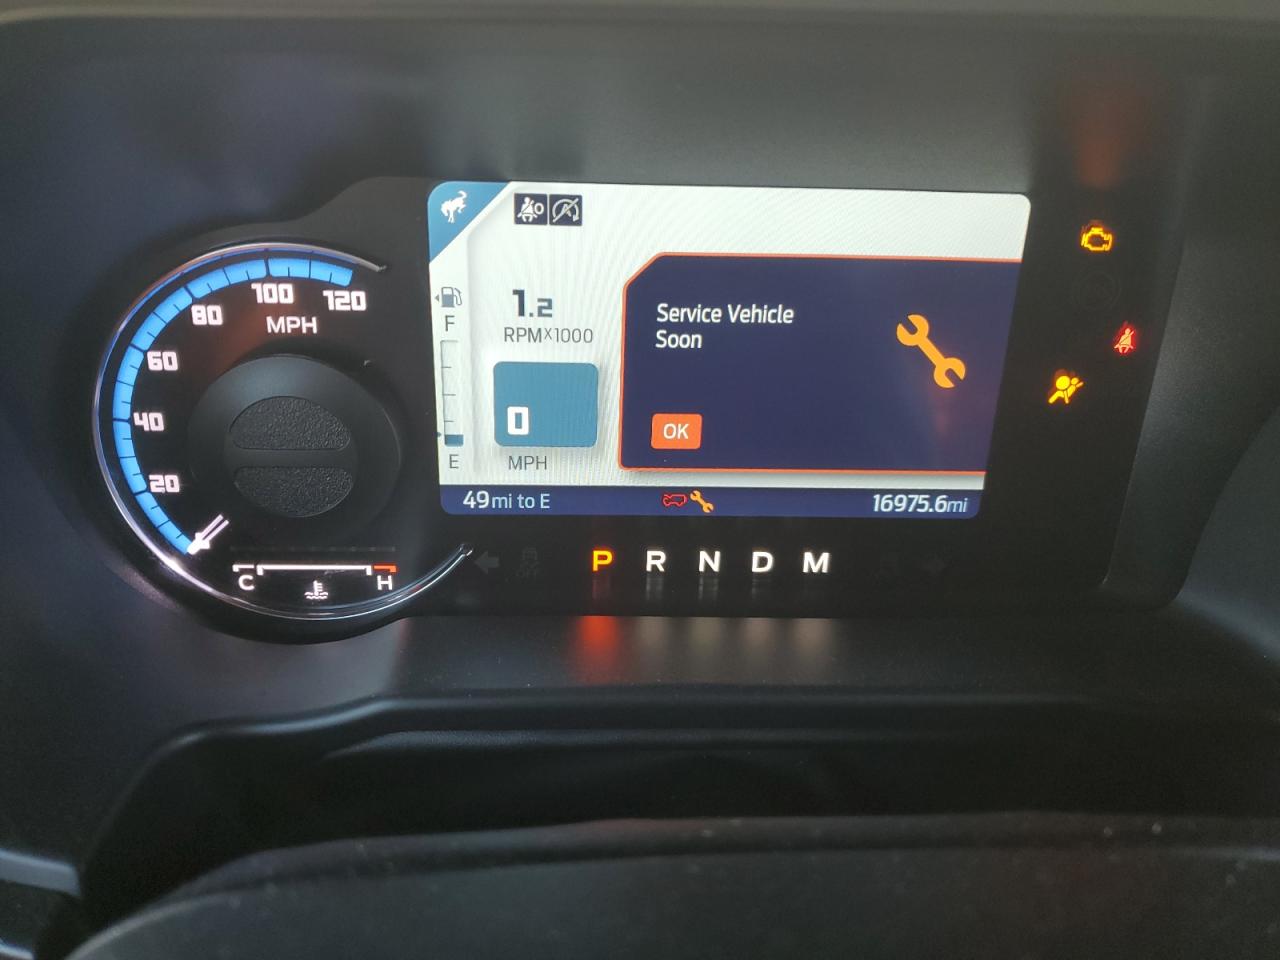 120
100
80
MPH
60
40
20
C
H
F
E
1.2
RPMX1000
0
MPH
Service Vehicle
Soon
OK
49mi to E
16975.6mi
P R N D M